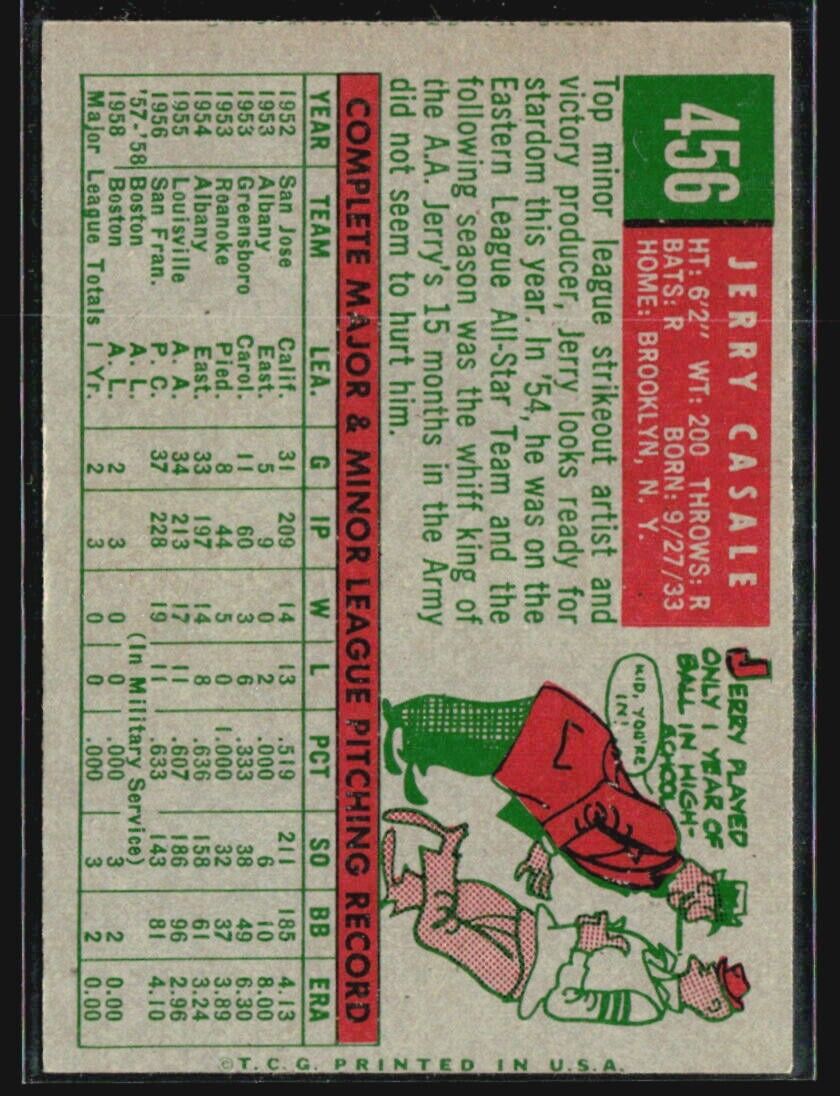 456
JERRY CASALE
HT: 6'2" WT: 200 THROWS: R
BATS: R BORN: 9/27/33
HOME: BROOKLYN, N. Y.
Top minor league strikeout artist and
victory producer, Jerry looks ready for
stardom this year. In '54, he was on the
Eastern League All-Star Team and the
following season was the whiff king of
the A.A. Jerry's 15 months in the Army
did not seem to hurt him.
JERRY PLAYED
ONLY 1 YEAR OF
BALL IN HIGH-
SCHOOL
KID, YOU'RE
IN!
COMPLETE MAJOR & MINOR LEAGUE PITCHING RECORD
YEAR TEAM LEA. G IP W L PCT SO BB ERA
1952 San Jose Calif. 31 209 14 13 .519 211 185 4.13
1953 Albany East. 5 9 0 2 .000 6 10 8.00
1953 Greensboro Carol. 11 60 3 6 .333 38 49 6.30
1953 Roanoke Pied. 8 44 5 0 1.000 32 37 3.89
1954 Albany East. 33 197 14 8 .636 158 61 3.24
1955 Louisville A. A. 34 213 17 11 .607 186 96 2.96
1956 San Fran. P. C. 37 228 19 11 .633 143 81 4.10
'57-'58 Boston A. L. (In Military Service)
1958 Boston A. L. 2 3 0 0 .000 3 2 0.00
Major League Totals 1 Yr. 2 3 0 0 .000 3 2 0.00
©T. C. G. PRINTED IN U.S.A.